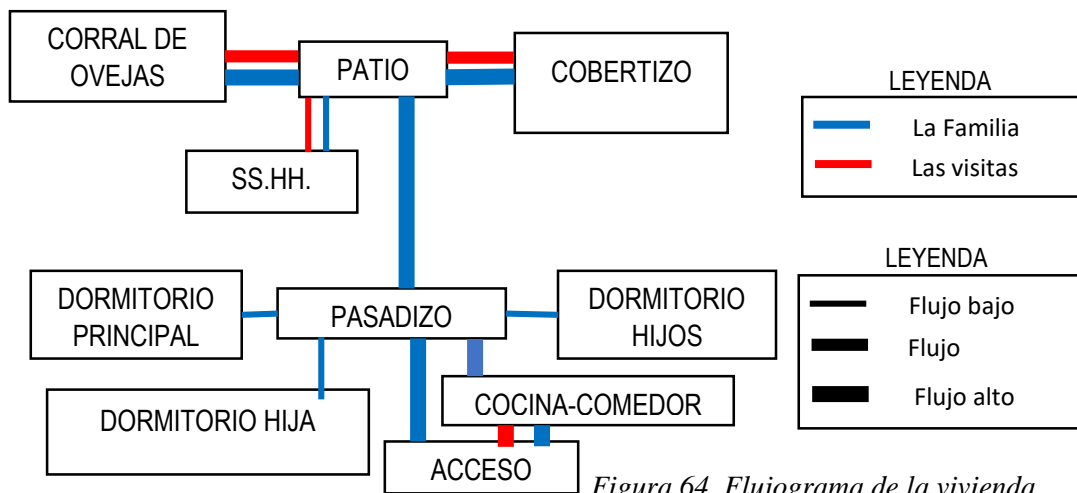 CORRAL DE
OVEJAS
PATIO
COBERTIZO
SS.HH.
DORMITORIO
PRINCIPAL
PASADIZO
DORMITORIO
HIJOS
DORMITORIO HIJA
COCINA-COMEDOR
ACCESO
LEYENDA
La Familia
Las visitas
LEYENDA
Flujo bajo
Flujo
Flujo alto
Figura 64. Flujograma de la vivienda